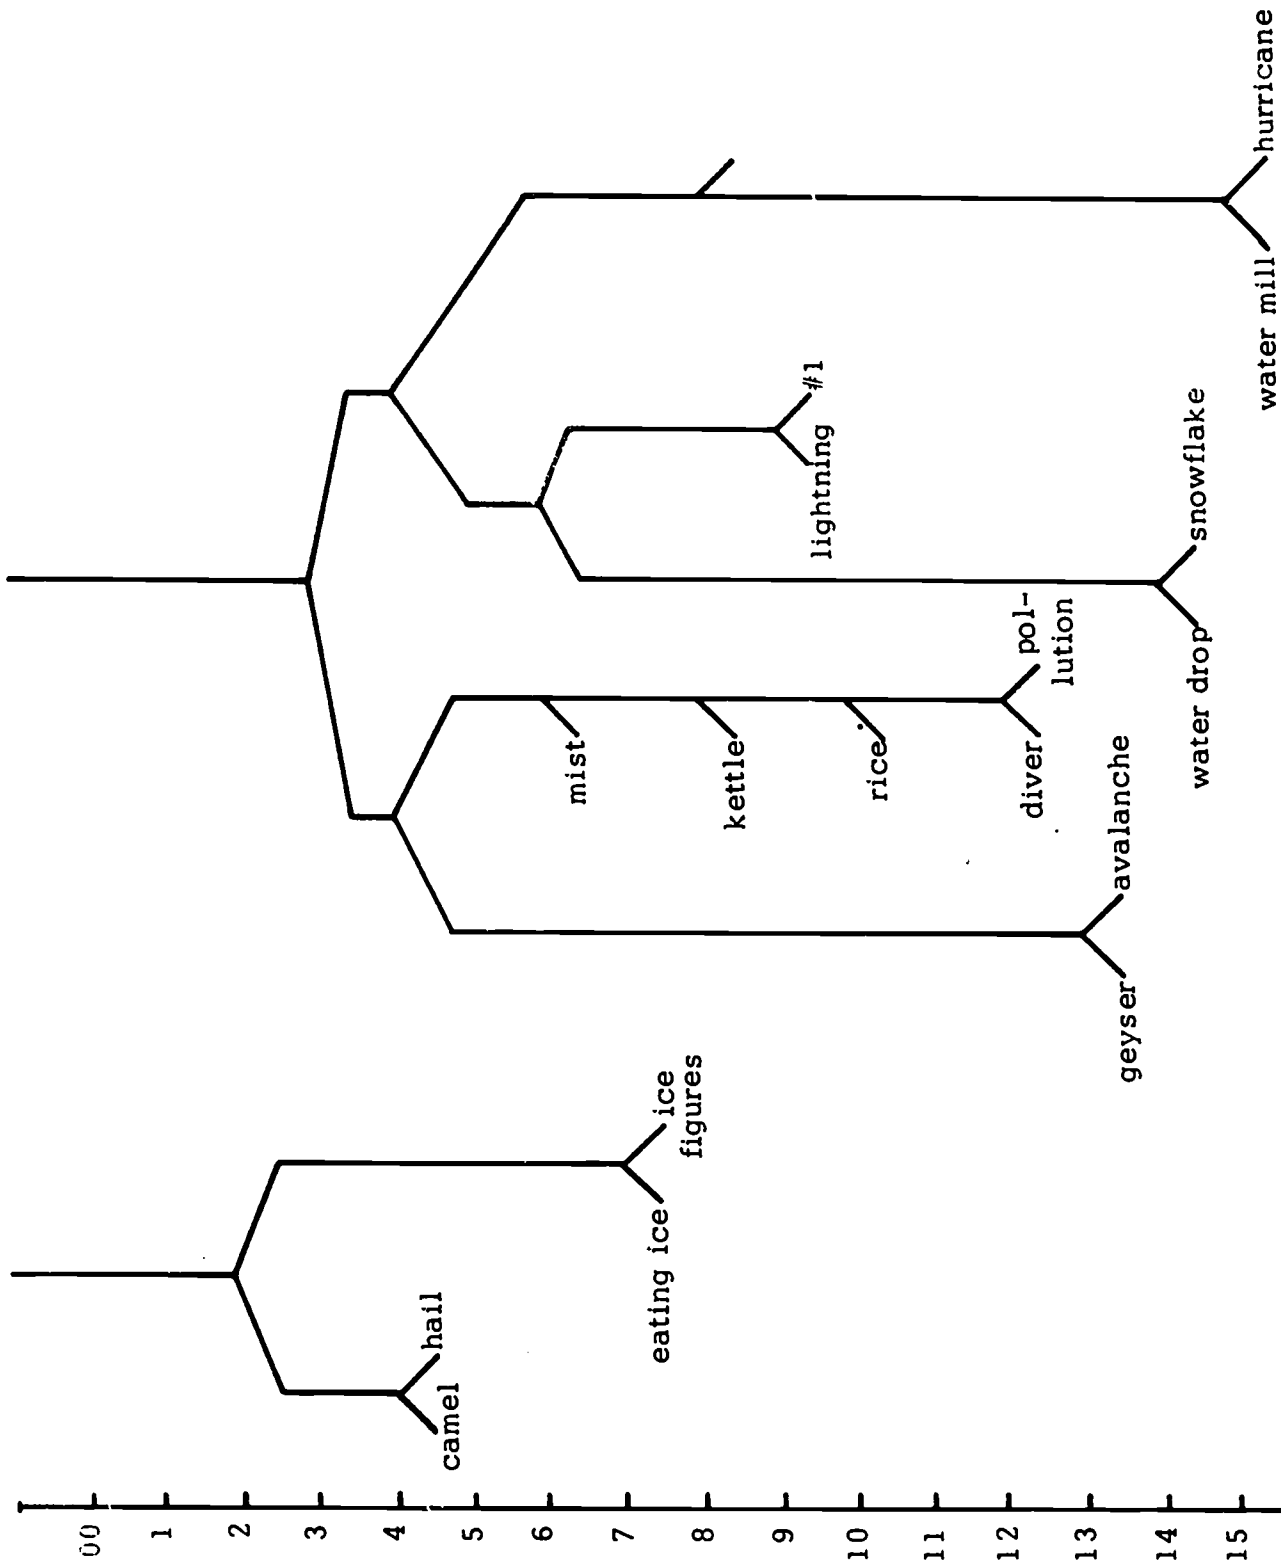 00
1
2
3
4
5
6
7
8
9
10
11
12
13
14
15
camel
hail
eating ice
ice
figures
geyser
avalanche
mist
kettle
rice
diver
pol-
lution
water drop
snowflake
lightning
#1
water mill
hurricane